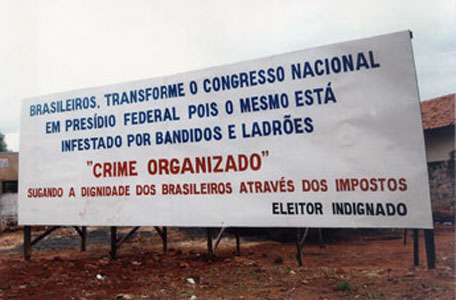 BRASILEIROS, TRANSFORME O CONGRESSO NACIONAL
EM PRESÍDIO FEDERAL POIS O MESMO ESTÁ
INFESTADO POR BANDIDOS E LADRÕES
"CRIME ORGANIZADO"
SUGANDO A DIGNIDADE DOS BRASILEIROS ATRAVÉS DOS IMPOSTOS
ELEITOR INDIGNADO